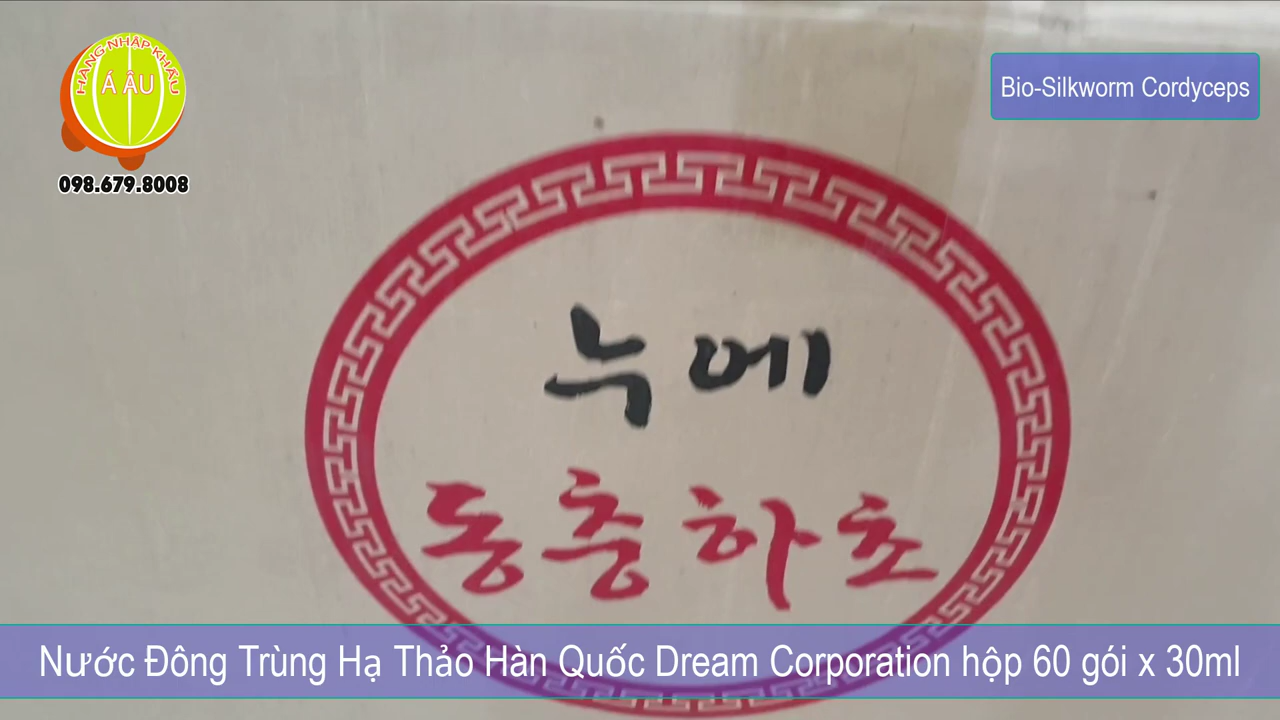 HÀNG NHẬP KHẨU
Á ÂU
098.679.8008
Bio-Silkworm Cordyceps
누에
동충하초
Nước Đông Trùng Hạ Thảo Hàn Quốc Dream Corporation hộp 60 gói x 30ml